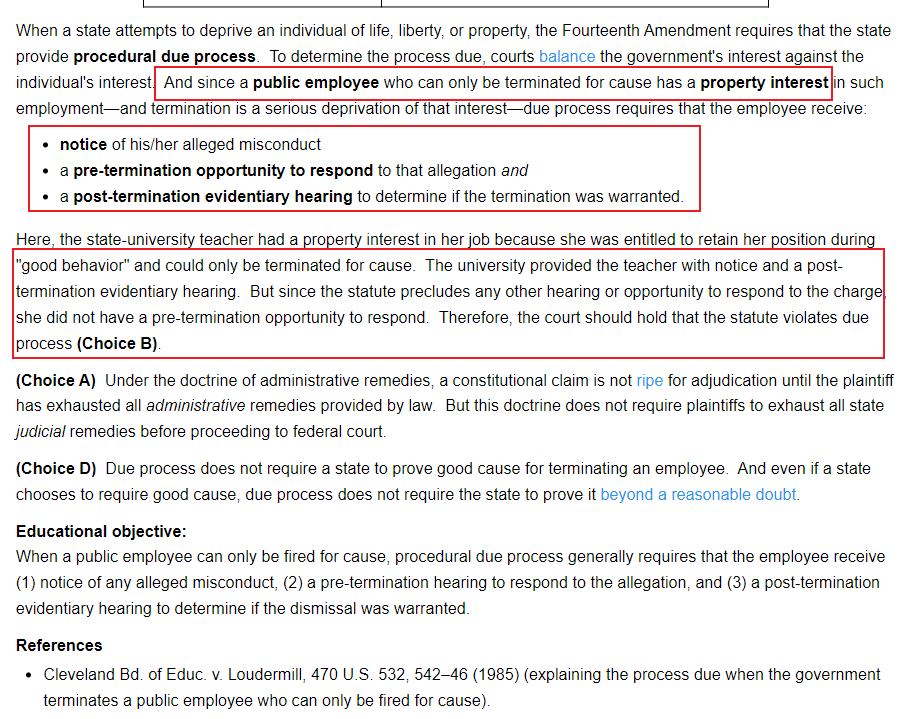 When a state attempts to deprive an individual of life, liberty, or property, the Fourteenth Amendment requires that the state
provide procedural due process. To determine the process due, courts balance the government's interest against the
individual's interest. And since a public employee who can only be terminated for cause has a property interest in such
employment—and termination is a serious deprivation of that interest—due process requires that the employee receive:
• notice of his/her alleged misconduct
• a pre-termination opportunity to respond to that allegation and
• a post-termination evidentiary hearing to determine if the termination was warranted.
Here, the state-university teacher had a property interest in her job because she was entitled to retain her position during
"good behavior" and could only be terminated for cause. The university provided the teacher with notice and a post-
termination evidentiary hearing. But since the statute precludes any other hearing or opportunity to respond to the charge,
she did not have a pre-termination opportunity to respond. Therefore, the court should hold that the statute violates due
process (Choice B).
(Choice A) Under the doctrine of administrative remedies, a constitutional claim is not ripe for adjudication until the plaintiff
has exhausted all administrative remedies provided by law. But this doctrine does not require plaintiffs to exhaust all state
judicial remedies before proceeding to federal court.
(Choice D) Due process does not require a state to prove good cause for terminating an employee. And even if a state
chooses to require good cause, due process does not require the state to prove it beyond a reasonable doubt.
Educational objective:
When a public employee can only be fired for cause, procedural due process generally requires that the employee receive
(1) notice of any alleged misconduct, (2) a pre-termination hearing to respond to the allegation, and (3) a post-termination
evidentiary hearing to determine if the dismissal was warranted.
References
• Cleveland Bd. of Educ. v. Loudermill, 470 U.S. 532, 542–46 (1985) (explaining the process due when the government
terminates a public employee who can only be fired for cause).